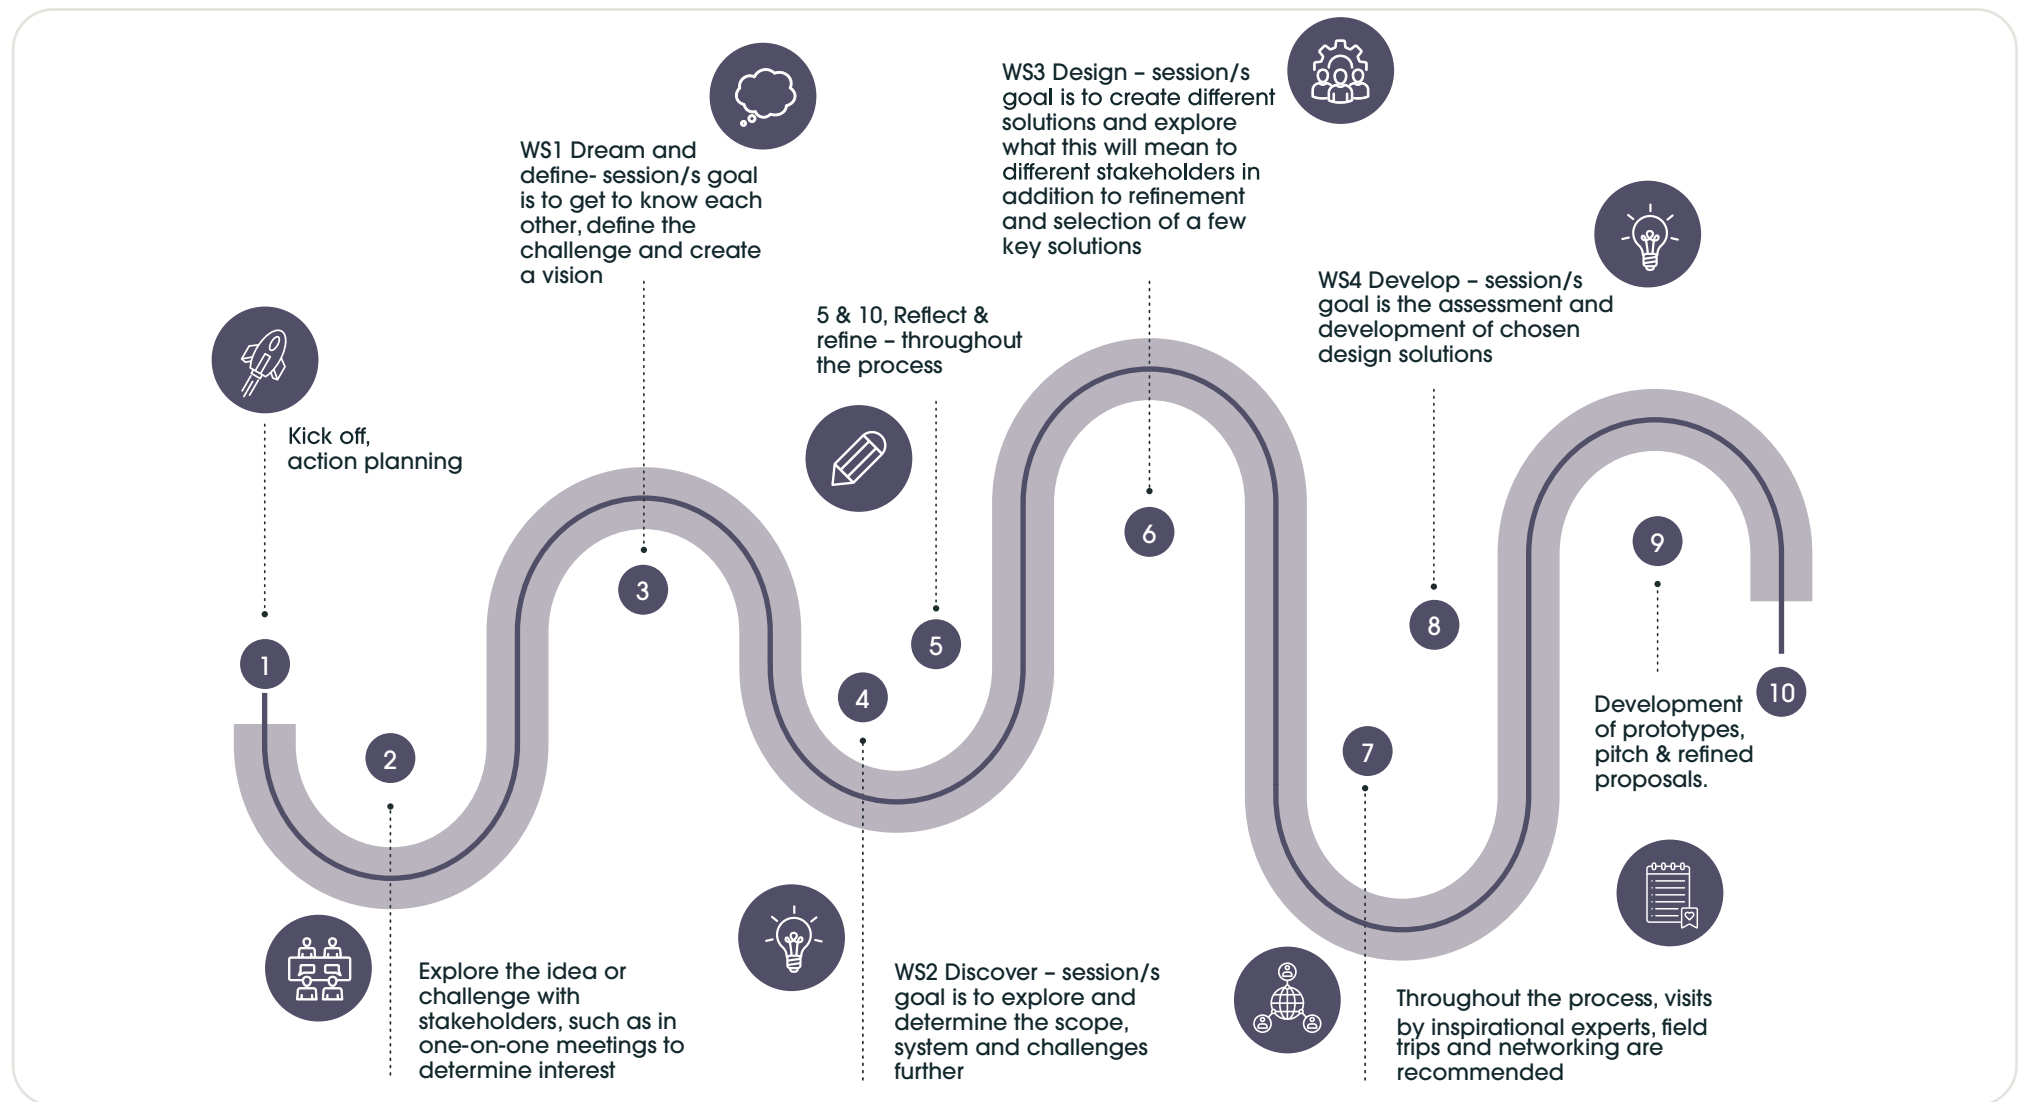 1
Kick off,
action planning
2
Explore the idea or
challenge with
stakeholders, such as in
one-on-one meetings to
determine interest
3
WS1 Dream and
define- session/s goal
is to get to know each
other, define the
challenge and create
a vision
4
WS2 Discover – session/s
goal is to explore and
determine the scope,
system and challenges
further
5
5 & 10, Reflect &
refine – throughout
the process
6
WS3 Design – session/s
goal is to create different
solutions and explore
what this will mean to
different stakeholders in
addition to refinement
and selection of a few
key solutions
7
Throughout the process, visits
by inspirational experts, field
trips and networking are
recommended
8
WS4 Develop – session/s
goal is the assessment and
development of chosen
design solutions
9
Development
of prototypes,
pitch & refined
proposals.
10